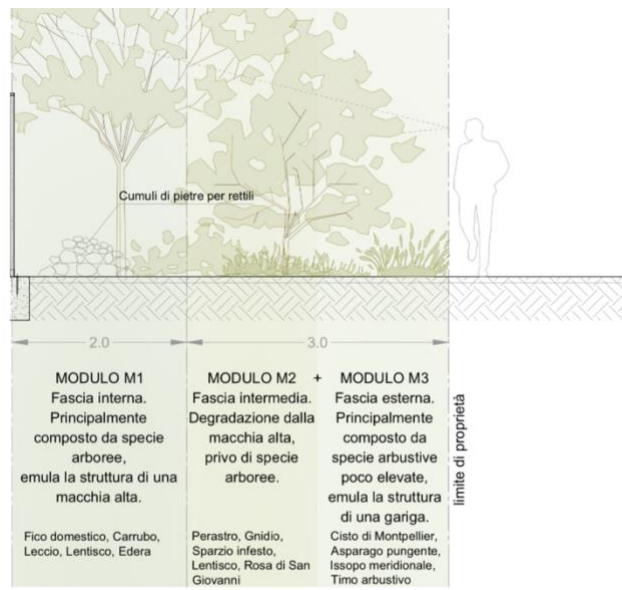 Cumuli di pietre per rettili
2.0
3.0
MODULO M1
Fascia interna.
Principalmente
composto da specie
arboree,
emula la struttura di una
macchia alta.
Fico domestico, Carrubo,
Leccio, Lentisco, Edera
MODULO M2
Fascia intermedia.
Degradazione dalla
macchia alta,
privo di specie
arboree.
Perastro, Gnidio,
Sparzio infesto,
Lentisco, Rosa di San
Giovanni
+
MODULO M3
Fascia esterna.
Principalmente
composto da
specie arbustive
poco elevate,
emula la struttura
di una gariga.
Cisto di Montpellier,
Asparago pungente,
Issopo meridionale,
Timo arbustivo
limite di proprietà